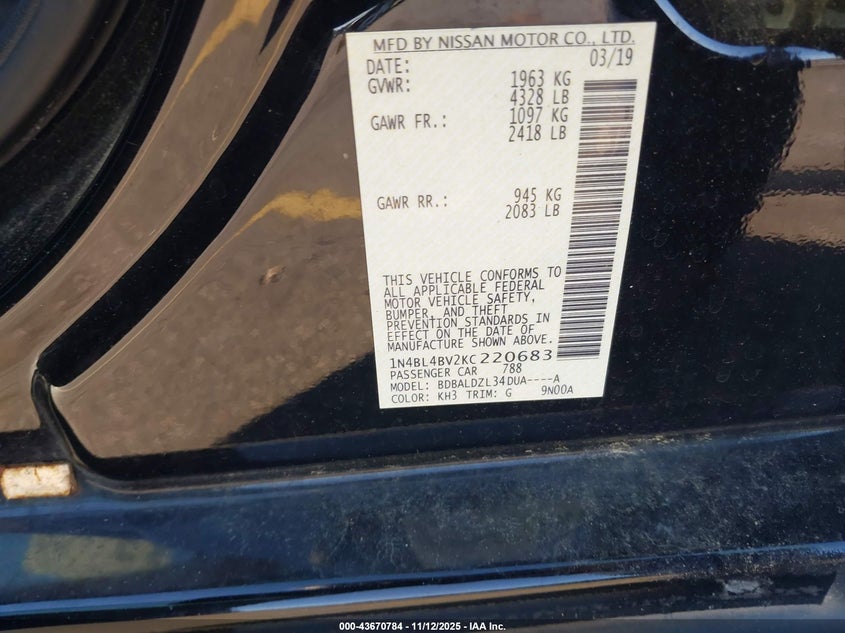 MFD BY NISSAN MOTOR CO., LTD.
DATE: 03/19
GVWR: 1963 KG
4328 LB
GAWR FR.: 1097 KG
2418 LB
GAWR RR.: 945 KG
2083 LB
THIS VEHICLE CONFORMS TO
ALL APPLICABLE FEDERAL
MOTOR VEHICLE SAFETY,
BUMPER, AND THEFT
PREVENTION STANDARDS IN
EFFECT ON THE DATE OF
MANUFACTURE SHOWN ABOVE.
1N4BL4BV2KC220683
PASSENGER CAR 788
MODEL: BDBALDZL34DUA----A
COLOR: KH3 TRIM: G 9N00A
000-43670784 - 11/12/2025 - IAA Inc.